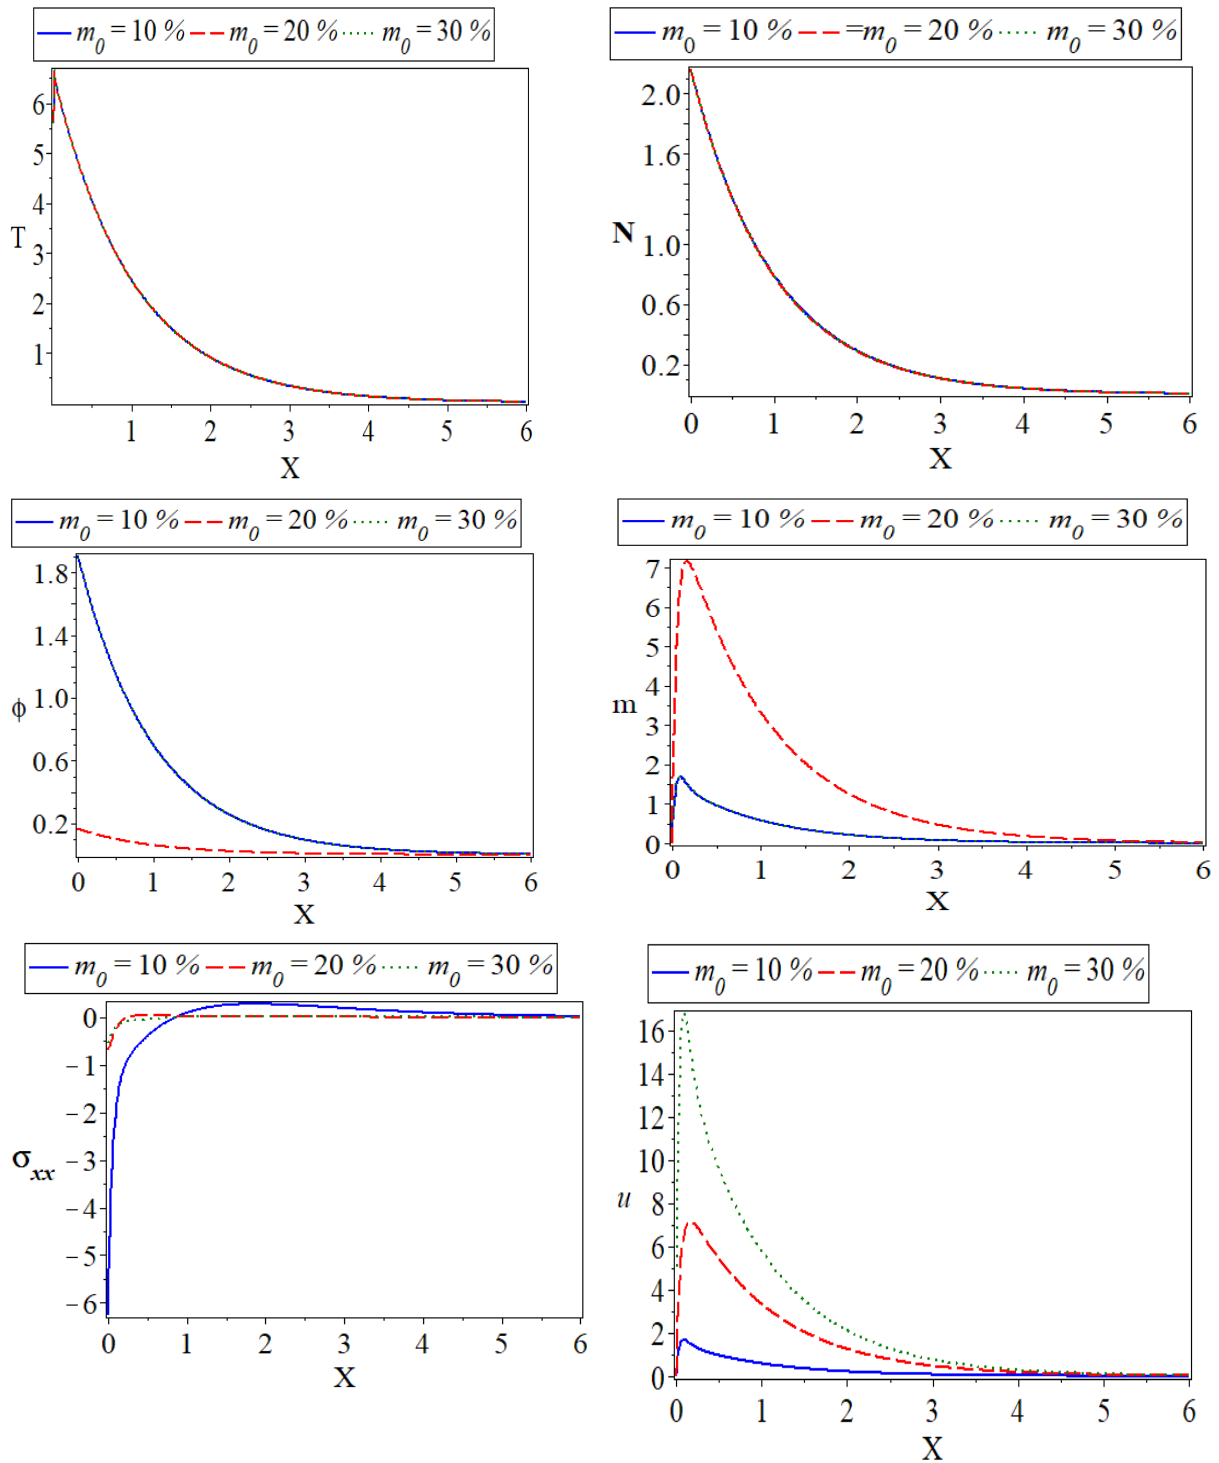 m₀ = 10 % m₀ = 20 % m₀ = 30 %
6
5
4
T
3
2
1
1 2 3 4 5 6
X
m₀ = 10 % =m₀ = 20 % m₀ = 30 %
2.0
1.6
N
1.0
0.6
0.2
0 1 2 3 4 5 6
X
m₀ = 10 % m₀ = 20 % m₀ = 30 %
1.8
1.4
1.0
ϕ
0.6
0.2
0 1 2 3 4 5 6
X
m₀ = 10 % m₀ = 20 % m₀ = 30 %
7
6
5
4
m
3
2
1
0
0 1 2 3 4 5 6
X
m₀ = 10 % m₀ = 20 % m₀ = 30 %
0
−1
−2
−3
σxx
−4
−5
−6
0 1 2 3 4 5 6
X
m₀ = 10 % m₀ = 20 % m₀ = 30 %
16
14
12
10
8
u
6
4
2
0
0 1 2 3 4 5 6
X